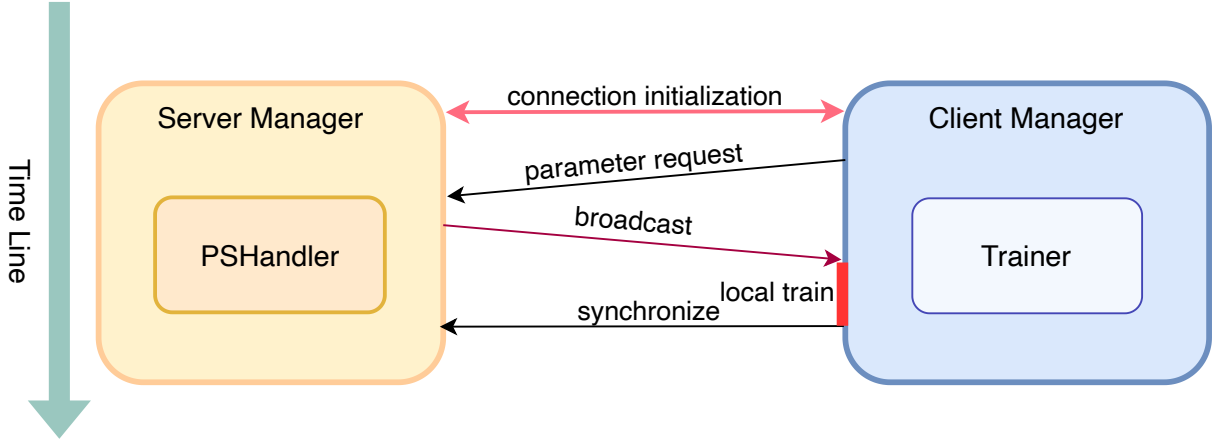 connection initialization
Server Manager
Client Manager
parameter request
Time Line
broadcast
PSHandler
Trainer
local train
synchronize